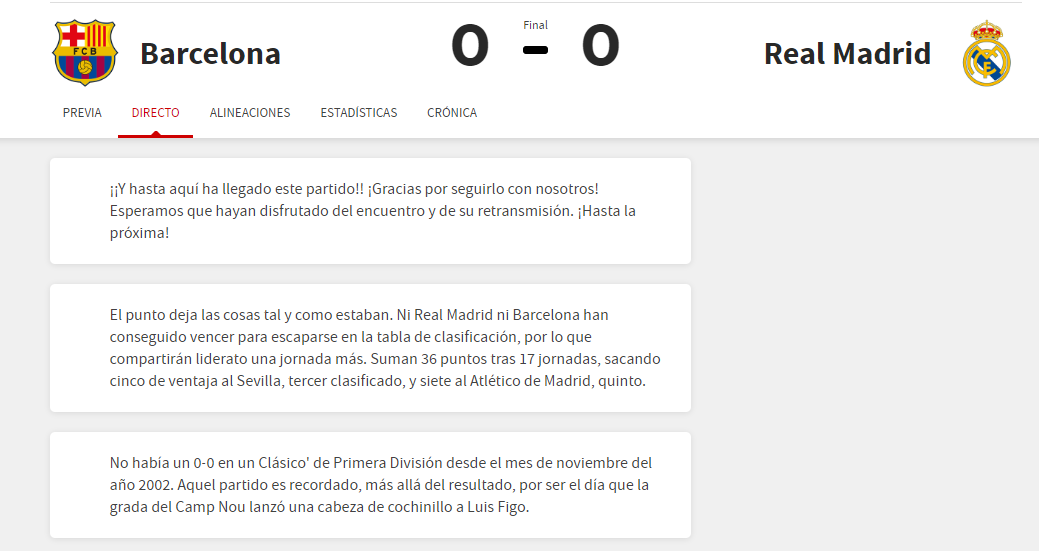 Final
Barcelona
0 - 0
Real Madrid
FCB
PREVIA DIRECTO ALINEACIONES ESTADÍSTICAS CRÓNICA
¡¡Y hasta aquí ha llegado este partido!! ¡Gracias por seguirlo con nosotros!
Esperamos que hayan disfrutado del encuentro y de su retransmisión. ¡Hasta la
próxima!
El punto deja las cosas tal y como estaban. Ni Real Madrid ni Barcelona han
conseguido vencer para escaparse en la tabla de clasificación, por lo que
compartirán liderato una jornada más. Suman 36 puntos tras 17 jornadas, sacando
cinco de ventaja al Sevilla, tercer clasificado, y siete al Atlético de Madrid, quinto.
No había un 0-0 en un Clásico' de Primera División desde el mes de noviembre del
año 2002. Aquel partido es recordado, más allá del resultado, por ser el día que la
grada del Camp Nou lanzó una cabeza de cochinillo a Luis Figo.